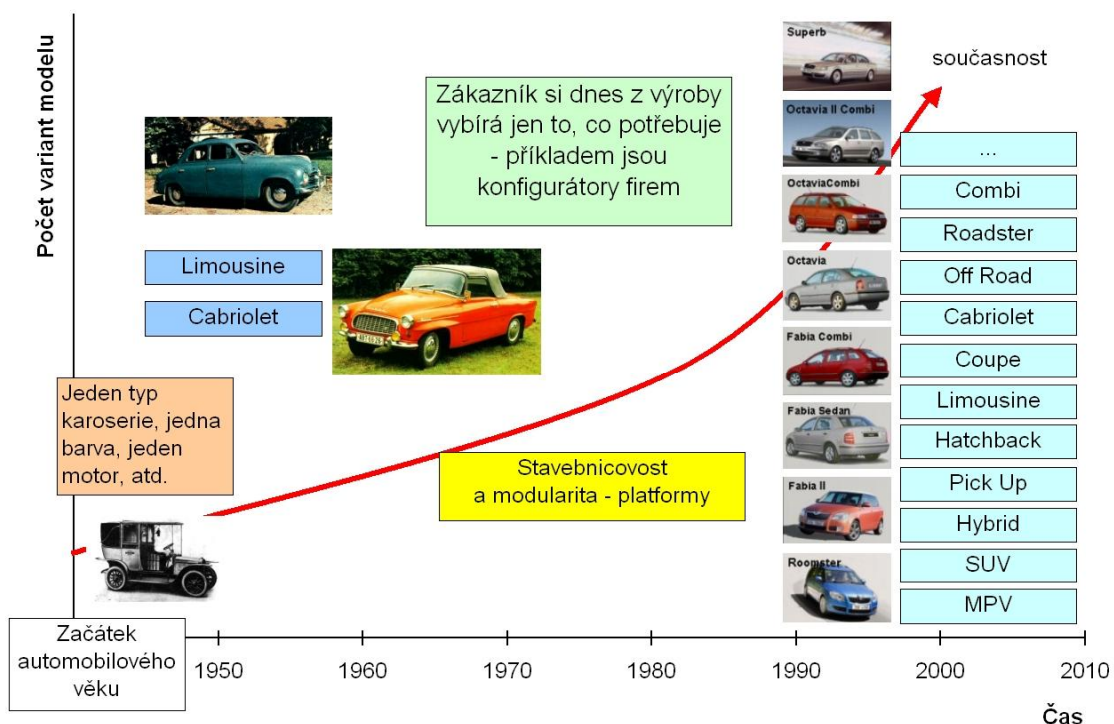 Počet variant modelu
Zákazník si dnes z výroby
vybírá jen to, co potřebuje
- příkladem jsou
konfigurátory firem
Limousine
Cabriolet
Jeden typ
karoserie, jedna
barva, jeden
motor, atd.
Stavebnicovost
a modularita - platformy
Superb
Octavia II Combi
OctaviaCombi
Octavia
Fabia Combi
Fabia Sedan
Fabia II
Roomster
současnost
...
Combi
Roadster
Off Road
Cabriolet
Coupe
Limousine
Hatchback
Pick Up
Hybrid
SUV
MPV
Začátek
automobilového
věku
1950
1960
1970
1980
1990
2000
2010
Čas